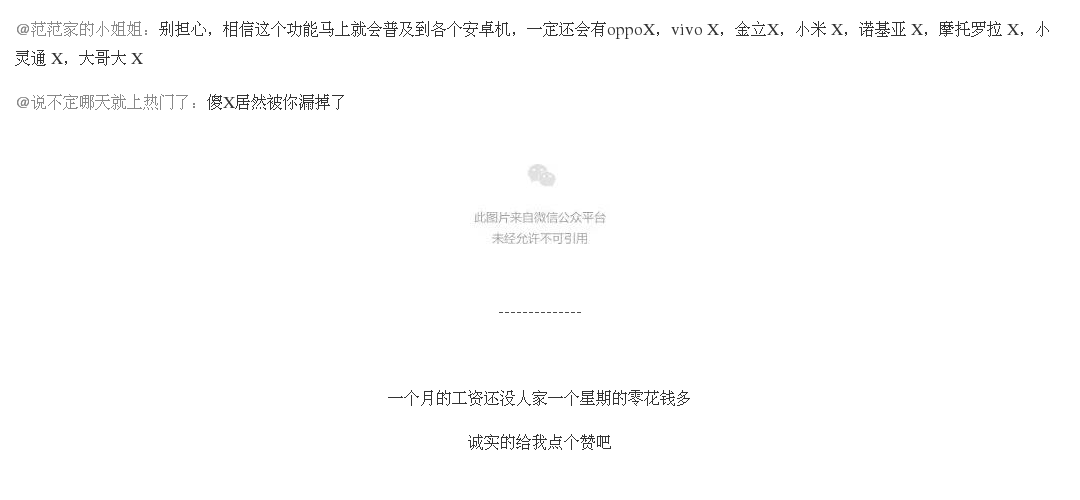 @范范家的小姐姐：别担心，相信这个功能马上就会普及到各个安卓机，一定还会有oppoX，vivo X，金立X，小米 X，诺基亚 X，摩托罗拉 X，小
灵通 X，大哥大 X
@说不定哪天就上热门了：傻X居然被你漏掉了
此图片来自微信公众平台
未经允许不可引用
--------------
一个月的工资还没人家一个星期的零花钱多
诚实的给我点个赞吧